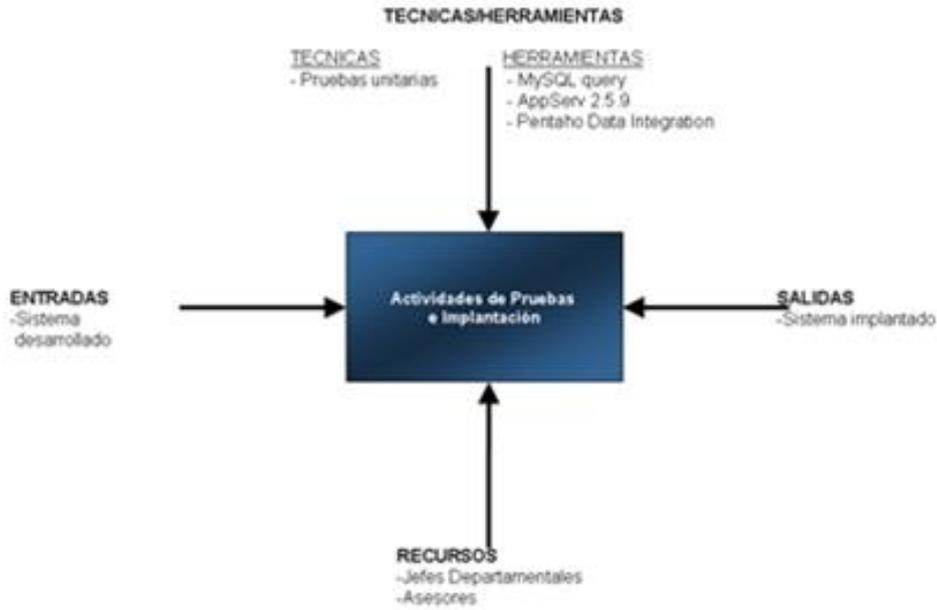 TECNICAS/HERRAMIENTAS
TECNICAS
- Pruebas unitarias
HERRAMIENTAS
- MySQL query
- AppServ 2.5.9
- Pentaho Data Integration
ENTRADAS
-Sistema
desarrollado
Actividades de Pruebas
e Implantación
SALIDAS
-Sistema implantado
RECURSOS
-Jefes Departamentales
-Asesores